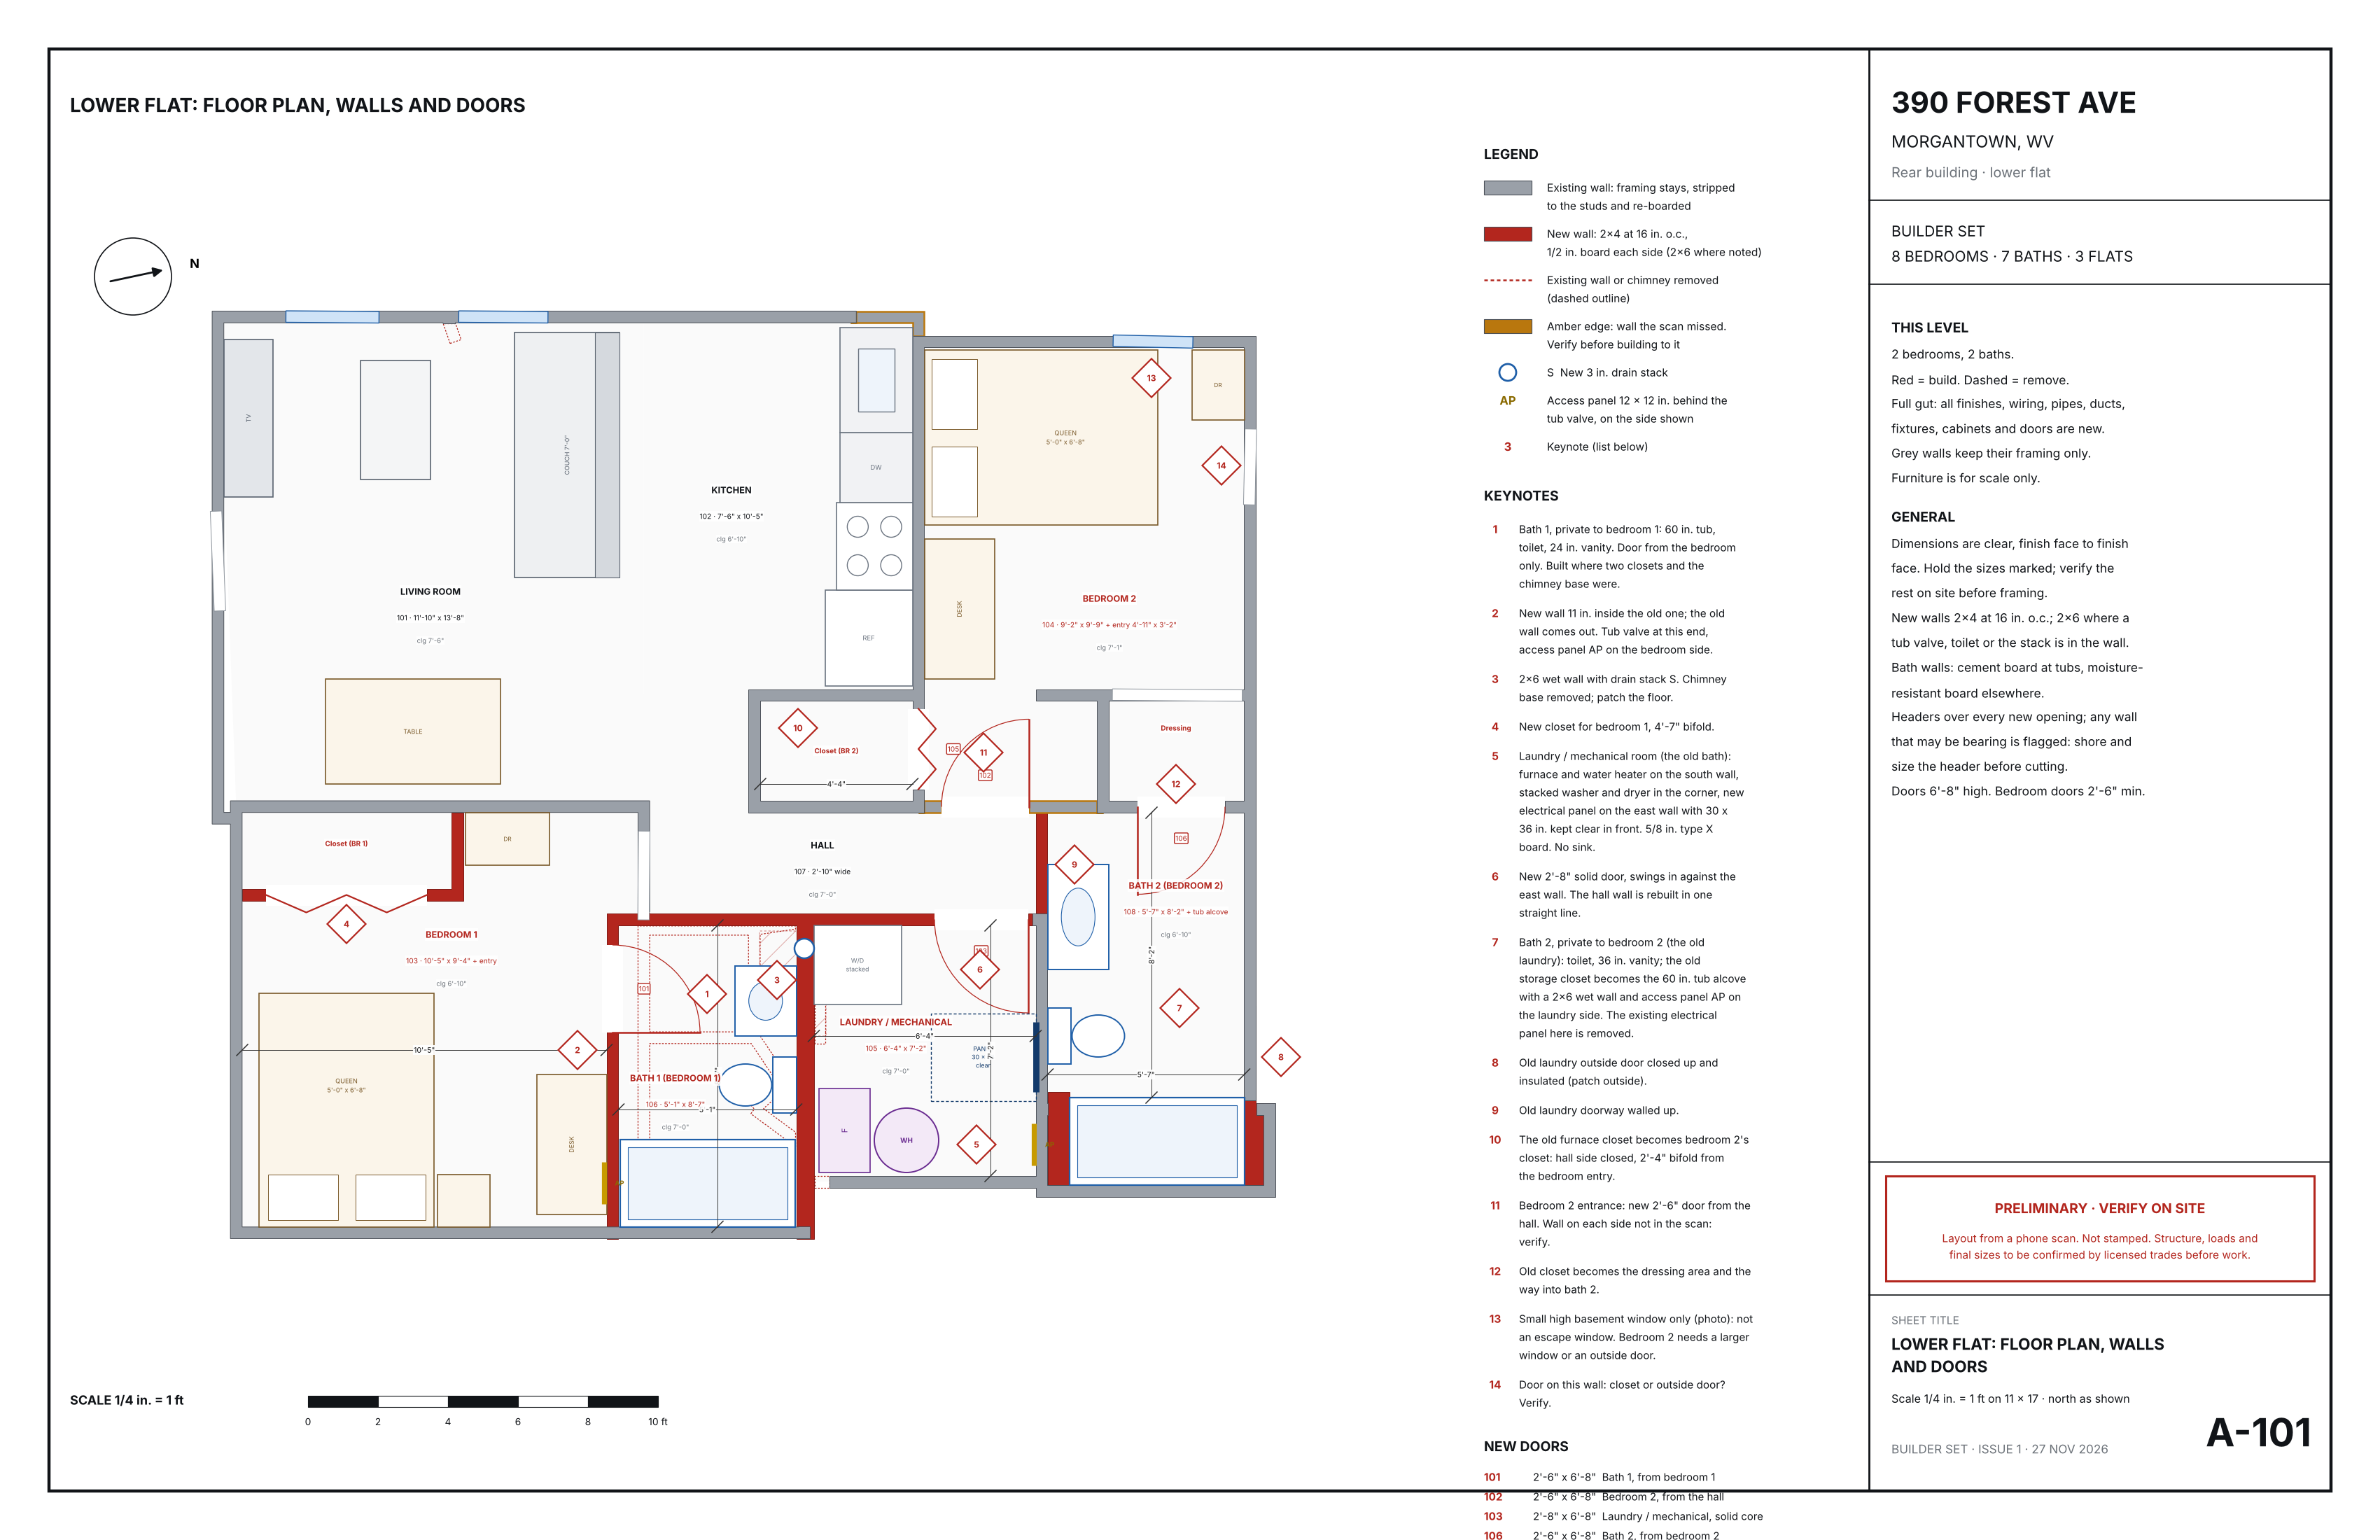 LOWER FLAT: FLOOR PLAN, WALLS AND DOORS
N
TV
COUCH 7'-0"
KITCHEN
102 · 7'-6" x 10'-5"
clg 6'-10"
DW
REF
LIVING ROOM
101 · 11'-10" x 13'-8"
clg 7'-6"
TABLE
QUEEN
5'-0" x 6'-8"
13
DR
14
DESK
BEDROOM 2
104 · 9'-2" x 9'-9" + entry 4'-11" x 3'-2"
clg 7'-1"
10
Closet (BR 2)
4'-4"
105
11
102
Dressing
12
106
Closet (BR 1)
DR
4
HALL
107 · 2'-10" wide
clg 7'-0"
9
BATH 2 (BEDROOM 2)
108 · 5'-7" x 8'-2" + tub alcove
clg 6'-10"
8'-2"
BEDROOM 1
103 · 10'-5" x 9'-4" + entry
clg 6'-10"
101
1
3
W/D
stacked
6
7
LAUNDRY / MECHANICAL
6'-4"
105 · 6'-4" x 7'-2"
clg 7'-0"
7'-2"
30 ×
clear
10'-5"
2
8
QUEEN
5'-0" x 6'-8"
BATH 1 (BEDROOM 1)
106 · 5'-1" x 8'-7"
clg 7'-0"
5'-7"
DESK
F
WH
5
SCALE 1/4 in. = 1 ft
0 2 4 6 8 10 ft
LEGEND
Existing wall: framing stays, stripped
to the studs and re-boarded
New wall: 2×4 at 16 in. o.c.,
1/2 in. board each side (2×6 where noted)
Existing wall or chimney removed
(dashed outline)
Amber edge: wall the scan missed.
Verify before building to it
S New 3 in. drain stack
AP Access panel 12 × 12 in. behind the
tub valve, on the side shown
3 Keynote (list below)
KEYNOTES
1 Bath 1, private to bedroom 1: 60 in. tub,
toilet, 24 in. vanity. Door from the bedroom
only. Built where two closets and the
chimney base were.
2 New wall 11 in. inside the old one; the old
wall comes out. Tub valve at this end,
access panel AP on the bedroom side.
3 2×6 wet wall with drain stack S. Chimney
base removed; patch the floor.
4 New closet for bedroom 1, 4'-7" bifold.
5 Laundry / mechanical room (the old bath):
furnace and water heater on the south wall,
stacked washer and dryer in the corner, new
electrical panel on the east wall with 30 x
36 in. kept clear in front. 5/8 in. type X
board. No sink.
6 New 2'-8" solid door, swings in against the
east wall. The hall wall is rebuilt in one
straight line.
7 Bath 2, private to bedroom 2 (the old
laundry): toilet, 36 in. vanity; the old
storage closet becomes the 60 in. tub alcove
with a 2×6 wet wall and access panel AP on
the laundry side. The existing electrical
panel here is removed.
8 Old laundry outside door closed up and
insulated (patch outside).
9 Old laundry doorway walled up.
10 The old furnace closet becomes bedroom 2's
closet: hall side closed, 2'-4" bifold from
the bedroom entry.
11 Bedroom 2 entrance: new 2'-6" door from the
hall. Wall on each side not in the scan:
verify.
12 Old closet becomes the dressing area and the
way into bath 2.
13 Small high basement window only (photo): not
an escape window. Bedroom 2 needs a larger
window or an outside door.
14 Door on this wall: closet or outside door?
Verify.
NEW DOORS
101 2'-6" x 6'-8" Bath 1, from bedroom 1
102 2'-6" x 6'-8" Bedroom 2, from the hall
103 2'-8" x 6'-8" Laundry / mechanical, solid core
106 2'-6" x 6'-8" Bath 2, from bedroom 2
390 FOREST AVE
MORGANTOWN, WV
Rear building · lower flat
BUILDER SET
8 BEDROOMS · 7 BATHS · 3 FLATS
THIS LEVEL
2 bedrooms, 2 baths.
Red = build. Dashed = remove.
Full gut: all finishes, wiring, pipes, ducts,
fixtures, cabinets and doors are new.
Grey walls keep their framing only.
Furniture is for scale only.
GENERAL
Dimensions are clear, finish face to finish
face. Hold the sizes marked; verify the
rest on site before framing.
New walls 2×4 at 16 in. o.c.; 2×6 where a
tub valve, toilet or the stack is in the wall.
Bath walls: cement board at tubs, moisture-
resistant board elsewhere.
Headers over every new opening; any wall
that may be bearing is flagged: shore and
size the header before cutting.
Doors 6'-8" high. Bedroom doors 2'-6" min.
PRELIMINARY · VERIFY ON SITE
Layout from a phone scan. Not stamped. Structure, loads and
final sizes to be confirmed by licensed trades before work.
SHEET TITLE
LOWER FLAT: FLOOR PLAN, WALLS
AND DOORS
Scale 1/4 in. = 1 ft on 11 × 17 · north as shown
BUILDER SET · ISSUE 1 · 27 NOV 2026
A-101